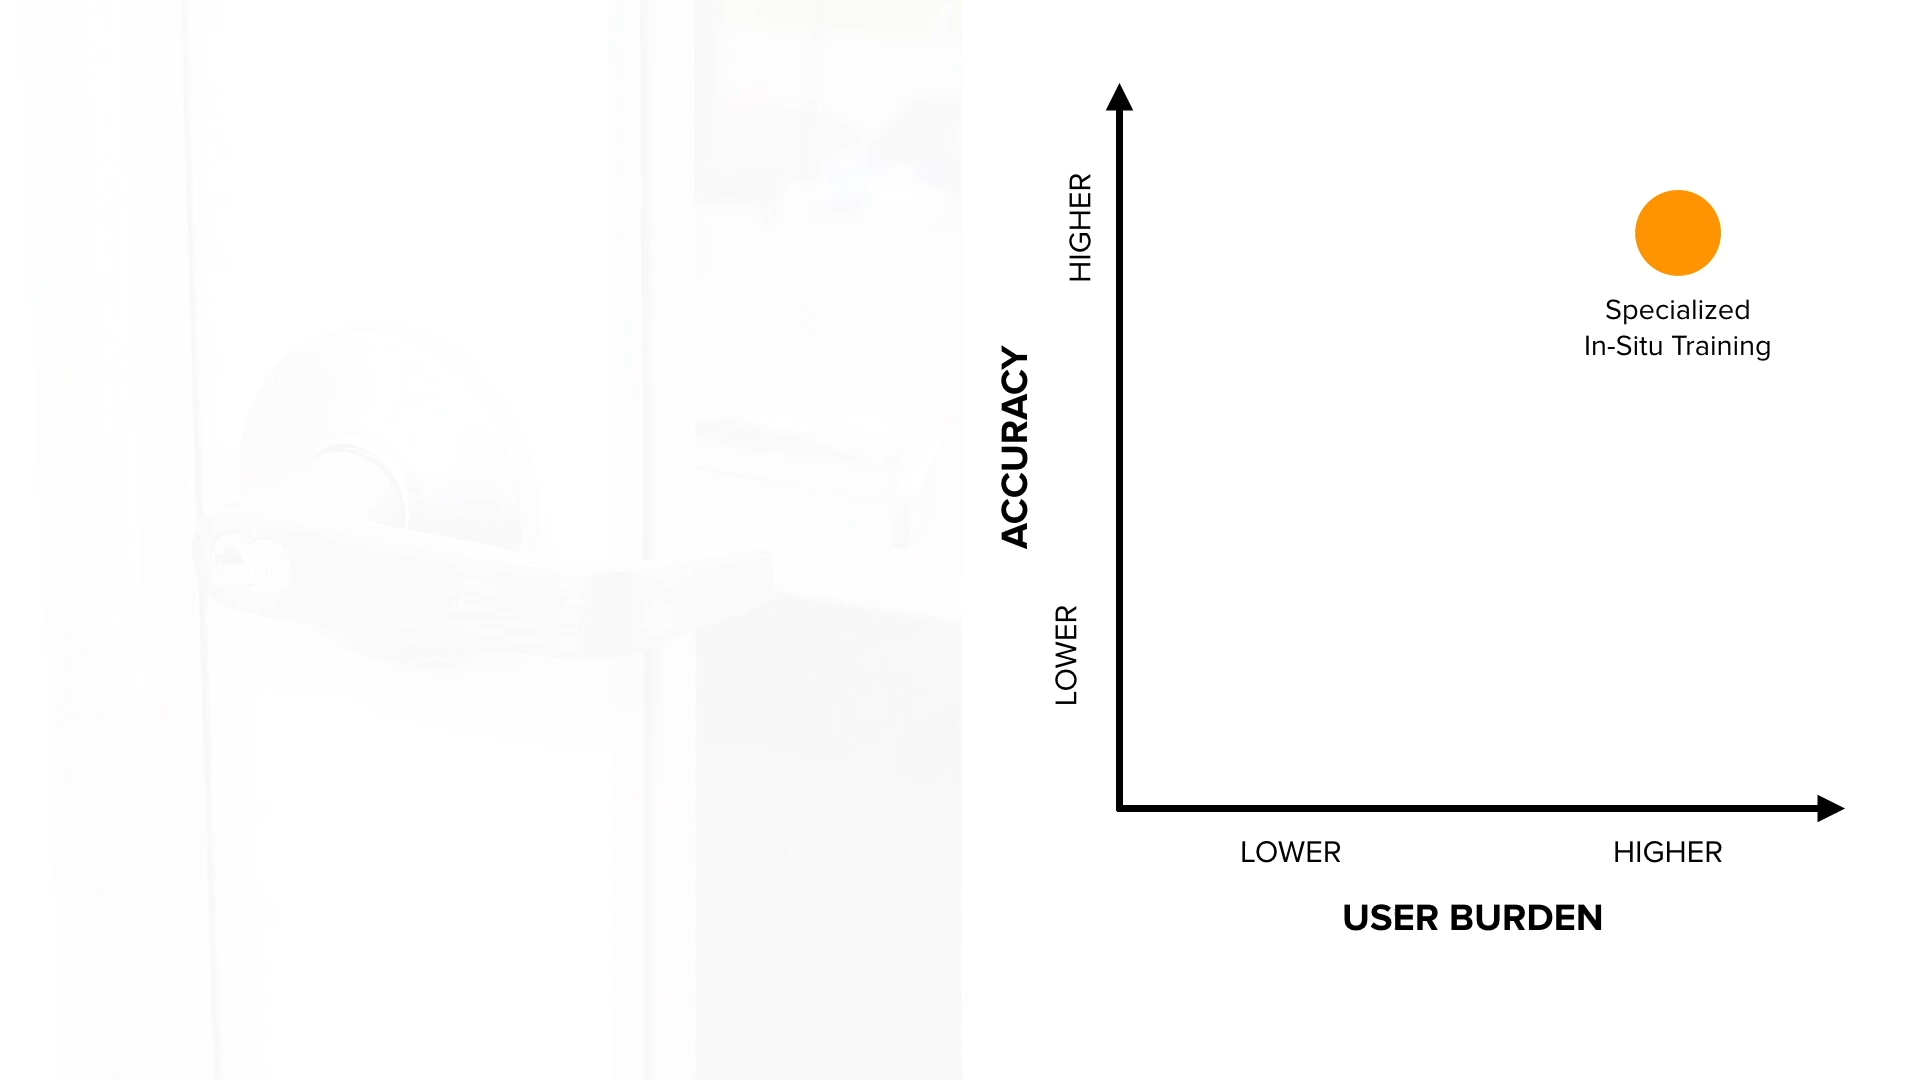 HIGHER
Specialized
In-Situ Training
ACCURACY
LOWER
LOWER
HIGHER
USER BURDEN